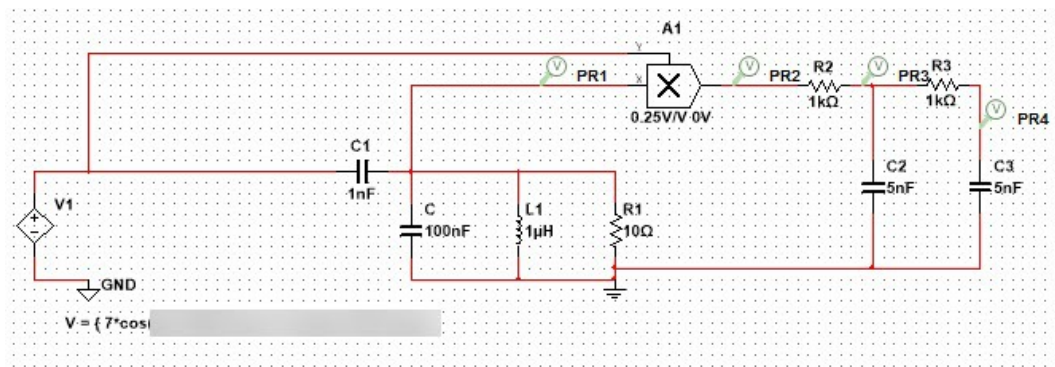 A1
Y
X
PR1
0.25V/V 0V
PR2
R2
1kΩ
PR3
R3
1kΩ
PR4
C1
1nF
V1
C
100nF
L1
1µH
R1
10Ω
C2
5nF
C3
5nF
GND
V = { 7*cos(
V
V
V
V